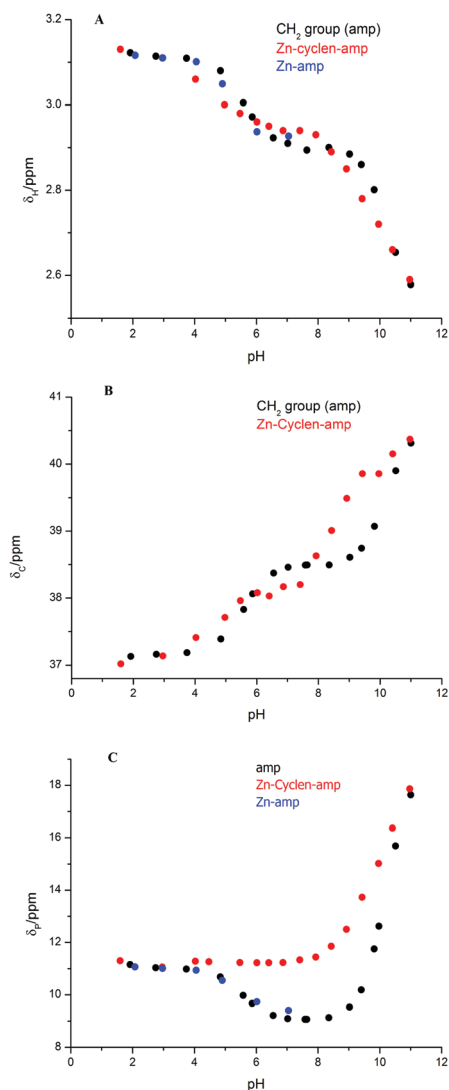 A
CH₂ group (amp)
Zn-cyclen-amp
Zn-amp
3.2
3.0
2.8
2.6
δH/ppm
0 2 4 6 8 10 12
pH
B
CH₂ group (amp)
Zn-Cyclen-amp
41
40
39
38
37
δC/ppm
0 2 4 6 8 10 12
pH
C
amp
Zn-Cyclen-amp
Zn-amp
18
16
14
12
10
8
δP/ppm
0 2 4 6 8 10 12
pH